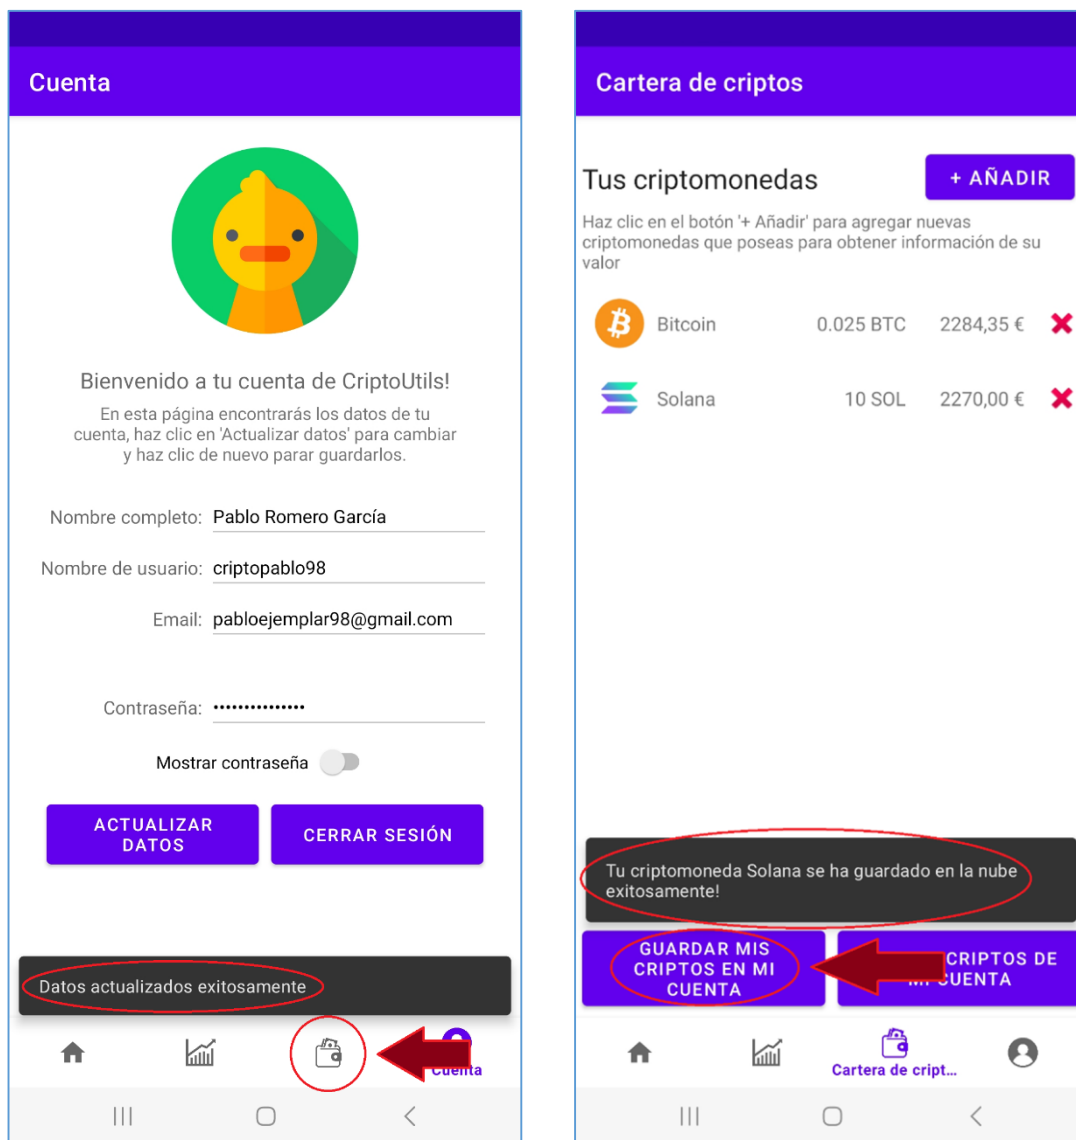 Cuenta
Bienvenido a tu cuenta de CriptoUtils!
En esta página encontrarás los datos de tu
cuenta, haz clic en 'Actualizar datos' para cambiar
y haz clic de nuevo parar guardarlos.
Nombre completo: Pablo Romero García
Nombre de usuario: criptopablo98
Email: pabloejemplar98@gmail.com
Contraseña: •••••••••••••••
Mostrar contraseña
ACTUALIZAR
DATOS
CERRAR SESIÓN
Datos actualizados exitosamente
Cuenta
Cartera de criptos
Tus criptomonedas
+ AÑADIR
Haz clic en el botón '+ Añadir' para agregar nuevas
criptomonedas que poseas para obtener información de su
valor
Bitcoin 0.025 BTC 2284,35 €
Solana 10 SOL 2270,00 €
Tu criptomoneda Solana se ha guardado en la nube
exitosamente!
GUARDAR MIS
CRIPTOS EN MI
CUENTA
CRIPTOS DE
MI CUENTA
Cartera de cript...